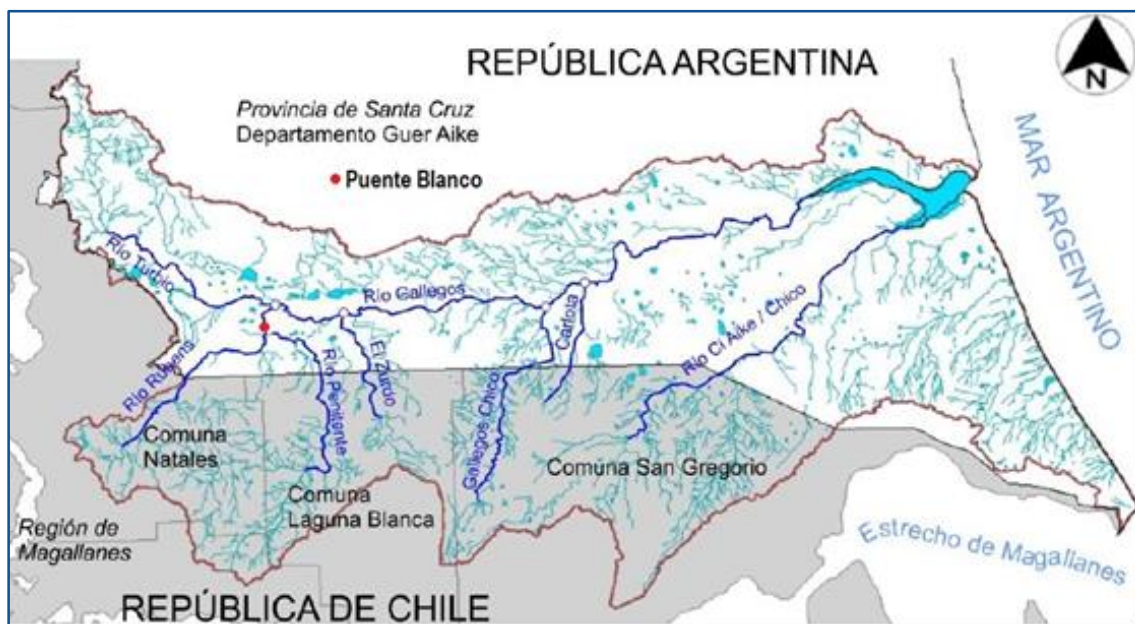 REPÚBLICA ARGENTINA
N
Provincia de Santa Cruz
Departamento Guer Aike
Puente Blanco
MAR ARGENTINO
Río Turbio
Río Gallegos
Carlota
Río Ci Aike / Chico
Río Rubens
Río Penitente
El Zurdo
Gallegos Chico
Comuna
Natales
Comuna San Gregorio
Comuna
Laguna Blanca
Región de
Magallanes
Estrecho de Magallanes
REPÚBLICA DE CHILE